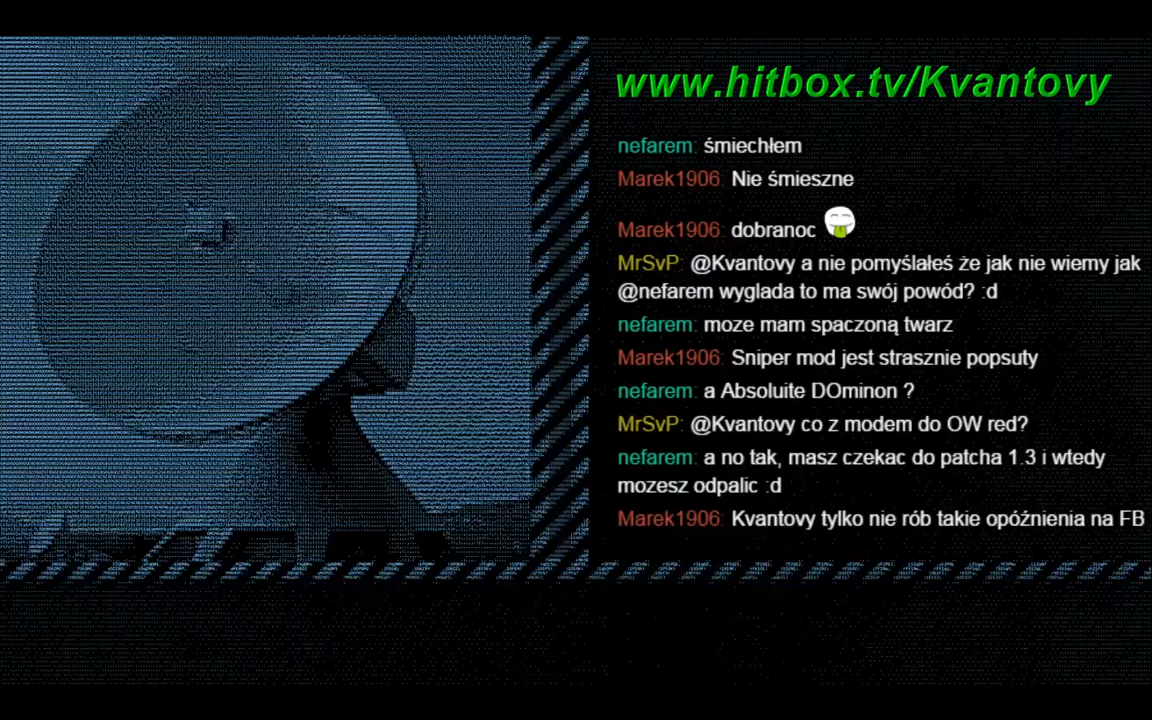 www.hitbox.tv/Kvantovy
nefarem: śmiechłem
Marek1906: Nie śmieszne
Marek1906: dobranoc
MrSvP: @Kvantovy a nie pomyślałeś że jak nie wiemy jak
@nefarem wyglada to ma swój powód? :d
nefarem: moze mam spaczoną twarz
Marek1906: Sniper mod jest strasznie popsuty
nefarem: a Absoluite DOminon ?
MrSvP: @Kvantovy co z modem do OW red?
nefarem: a no tak, masz czekac do patcha 1.3 i wtedy
mozesz odpalic :d
Marek1906: Kvantovy tylko nie rób takie opóźnienia na FB